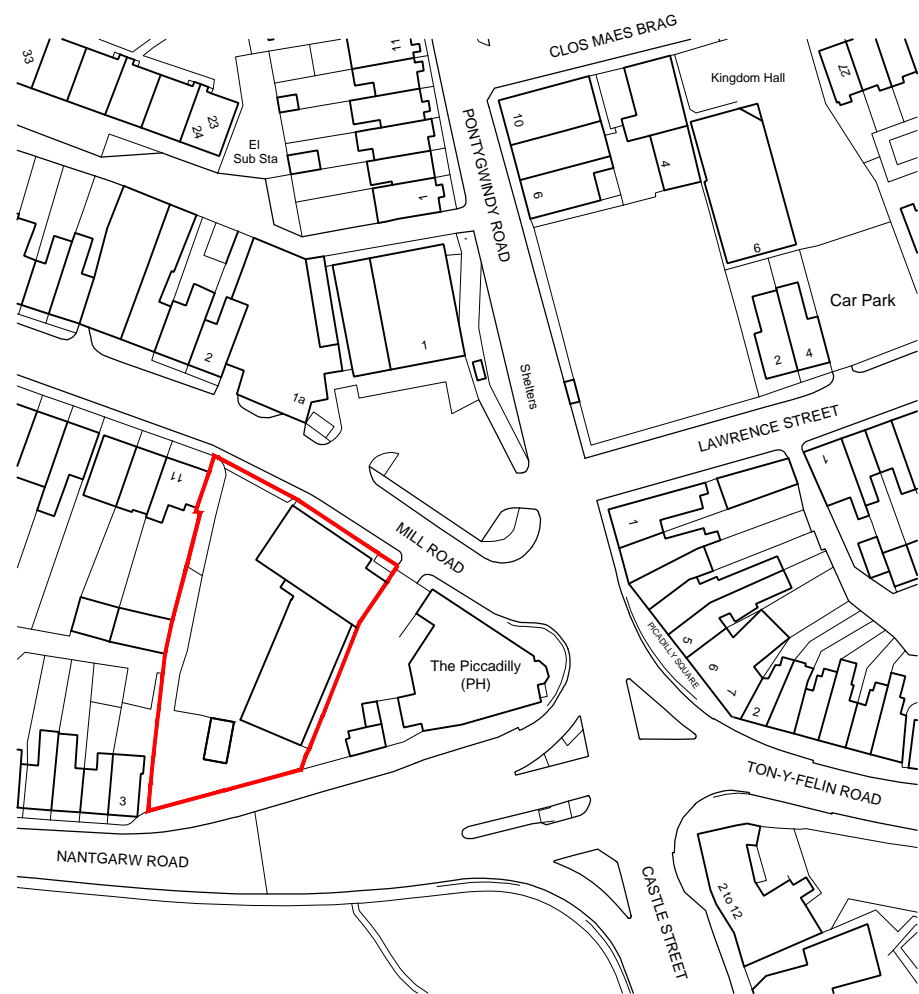 CLOS MAES BRAG
33
11
27
Kingdom Hall
23
24
El
Sub Sta
10
PONTYGWINDY ROAD
4
6
1
6
Car Park
1
2
2
4
Shelters
1a
LAWRENCE STREET
1
11
MILL ROAD
1
5
PICADILLY SQUARE
6
7
The Piccadilly
(PH)
2
3
TON-Y-FELIN ROAD
NANTGARW ROAD
2 to 12
CASTLE STREET